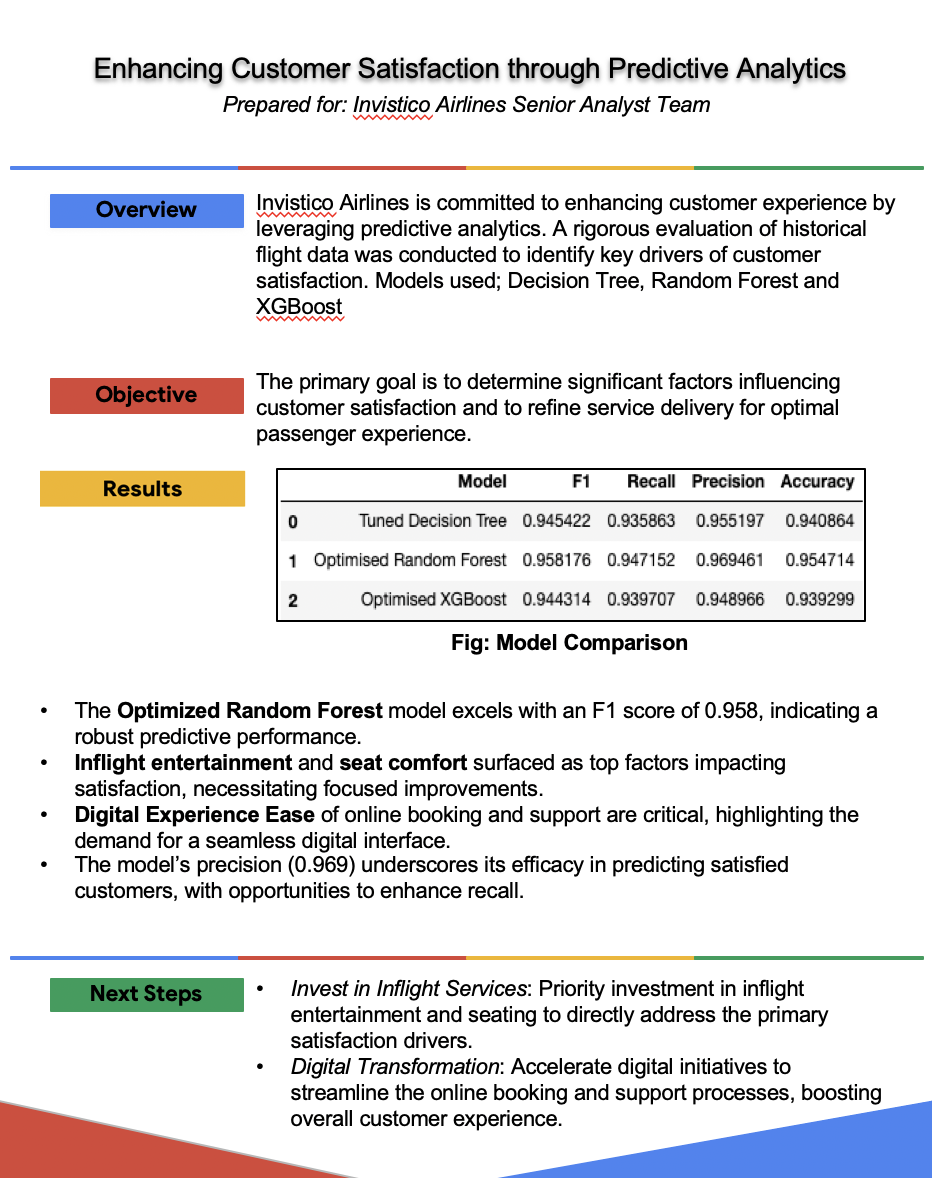 Enhancing Customer Satisfaction through Predictive Analytics
Prepared for: Invistico Airlines Senior Analyst Team
Overview
Invistico Airlines is committed to enhancing customer experience by
leveraging predictive analytics. A rigorous evaluation of historical
flight data was conducted to identify key drivers of customer
satisfaction. Models used; Decision Tree, Random Forest and
XGBoost
Objective
The primary goal is to determine significant factors influencing
customer satisfaction and to refine service delivery for optimal
passenger experience.
Results
Model F1 Recall Precision Accuracy
0 Tuned Decision Tree 0.945422 0.935863 0.955197 0.940864
1 Optimised Random Forest 0.958176 0.947152 0.969461 0.954714
2 Optimised XGBoost 0.944314 0.939707 0.948966 0.939299
Fig: Model Comparison
• The Optimized Random Forest model excels with an F1 score of 0.958, indicating a
robust predictive performance.
• Inflight entertainment and seat comfort surfaced as top factors impacting
satisfaction, necessitating focused improvements.
• Digital Experience Ease of online booking and support are critical, highlighting the
demand for a seamless digital interface.
• The model’s precision (0.969) underscores its efficacy in predicting satisfied
customers, with opportunities to enhance recall.
Next Steps
• Invest in Inflight Services: Priority investment in inflight
entertainment and seating to directly address the primary
satisfaction drivers.
• Digital Transformation: Accelerate digital initiatives to
streamline the online booking and support processes, boosting
overall customer experience.